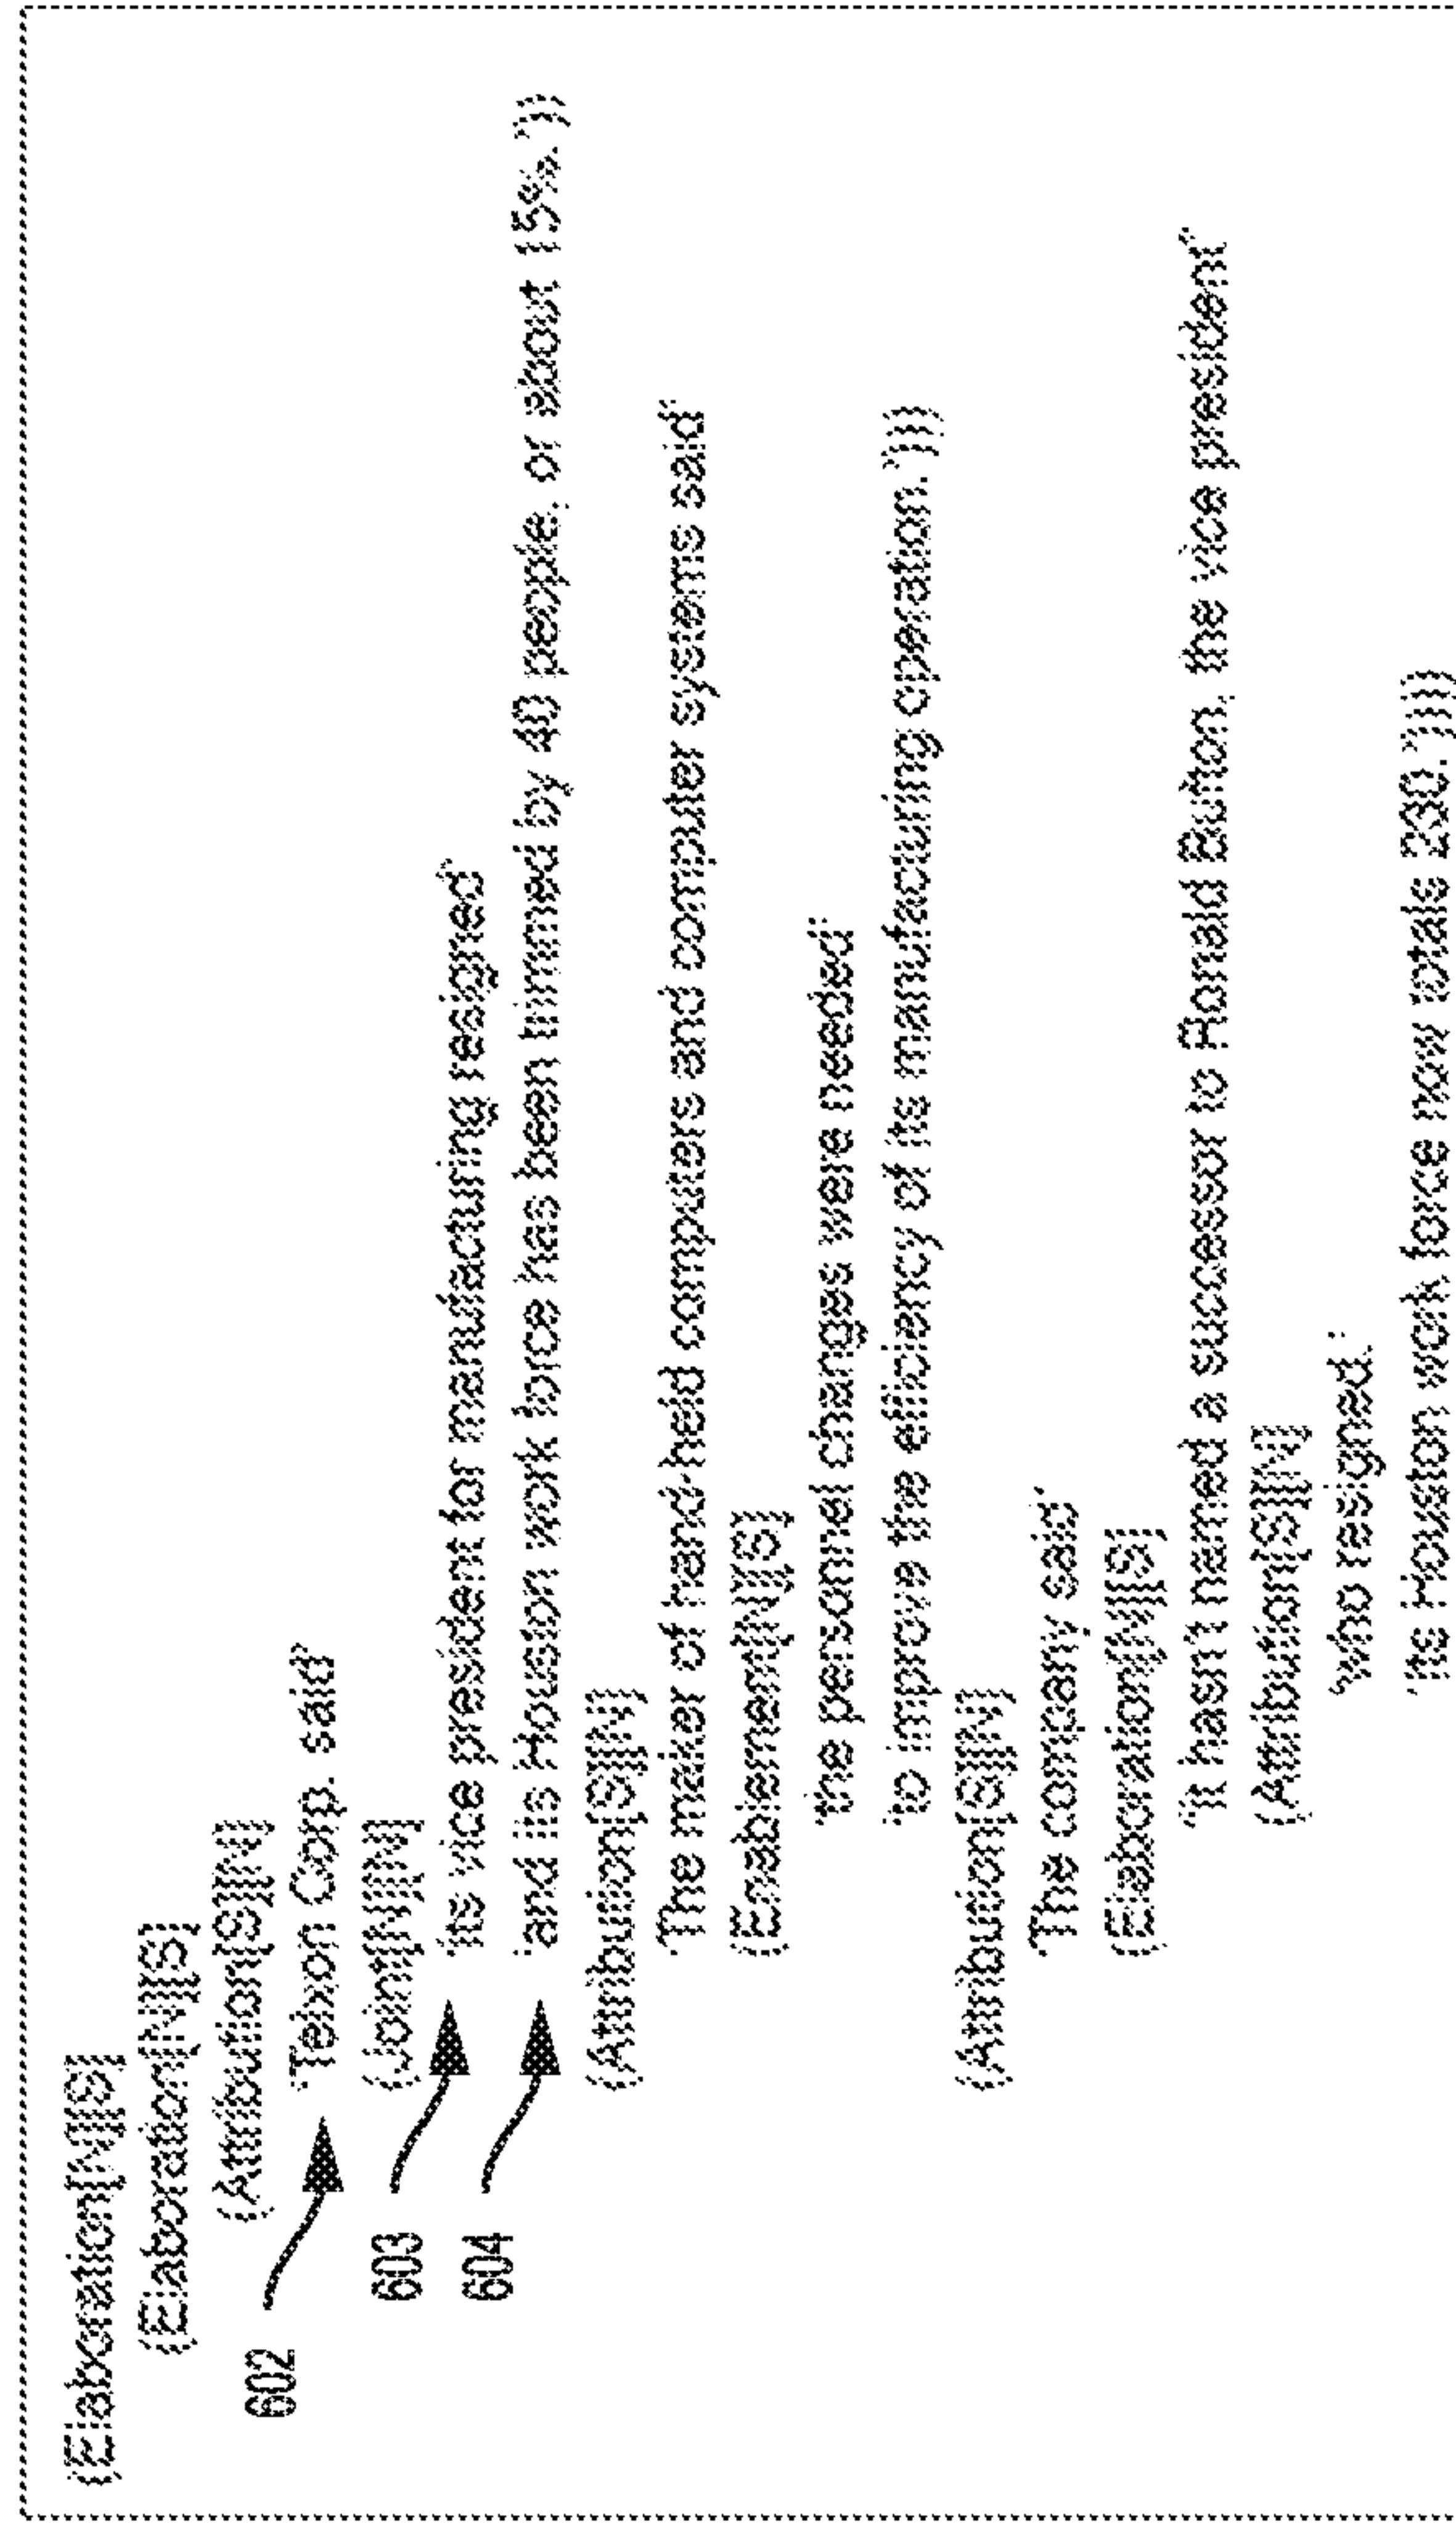 (Elaboration[N][S]
(Elaboration[N][S]
(Attribution[S][N]
602 'Telxon Corp. said'
(Joint[N][N]
603 'its vice president for manufacturing resigned'
604 'and its Houston work force has been trimmed by 40 people, or about 15%.'))
(Attribution[S][N]
'The maker of hand-held computers and computer systems said'
(Enablement[N][S]
'the personnel changes were needed'
'to improve the efficiency of its manufacturing operation.')))
(Attribution[S][N]
'The company said'
(Elaboration[N][S]
"it hasn't named a successor to Ronald Bufton, the vice president"
(Attribution[S][N]
'who resigned.'
'its Houston work force now totals 230.'))))